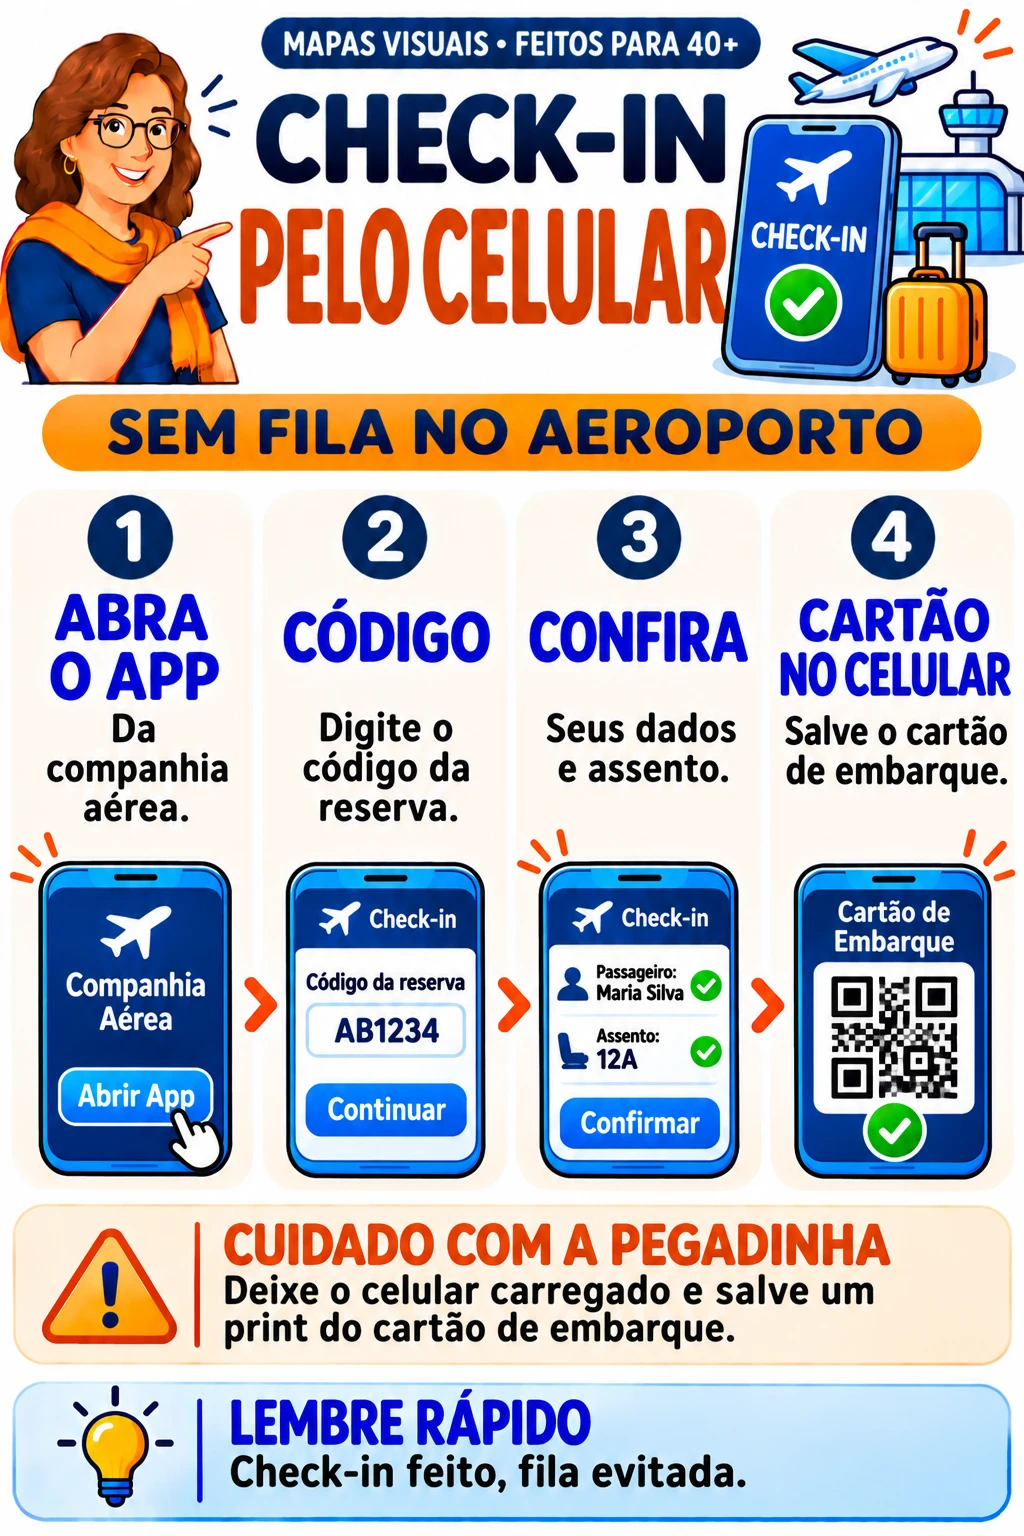 MAPAS VISUAIS • FEITOS PARA 40+
CHECK-IN
PELO CELULAR
CHECK-IN
SEM FILA NO AEROPORTO
1
ABRA
O APP
Da
companhia
aérea.
Companhia
Aérea
Abrir App
2
CÓDIGO
Digite o
código da
reserva.
Check-in
Código da reserva
AB1234
Continuar
3
CONFIRA
Seus dados
e assento.
Check-in
Passageiro:
Maria Silva
Assento:
12A
Confirmar
4
CARTÃO
NO CELULAR
Salve o cartão
de embarque.
Cartão de
Embarque
CUIDADO COM A PEGADINHA
Deixe o celular carregado e salve um
print do cartão de embarque.
LEMBRE RÁPIDO
Check-in feito, fila evitada.